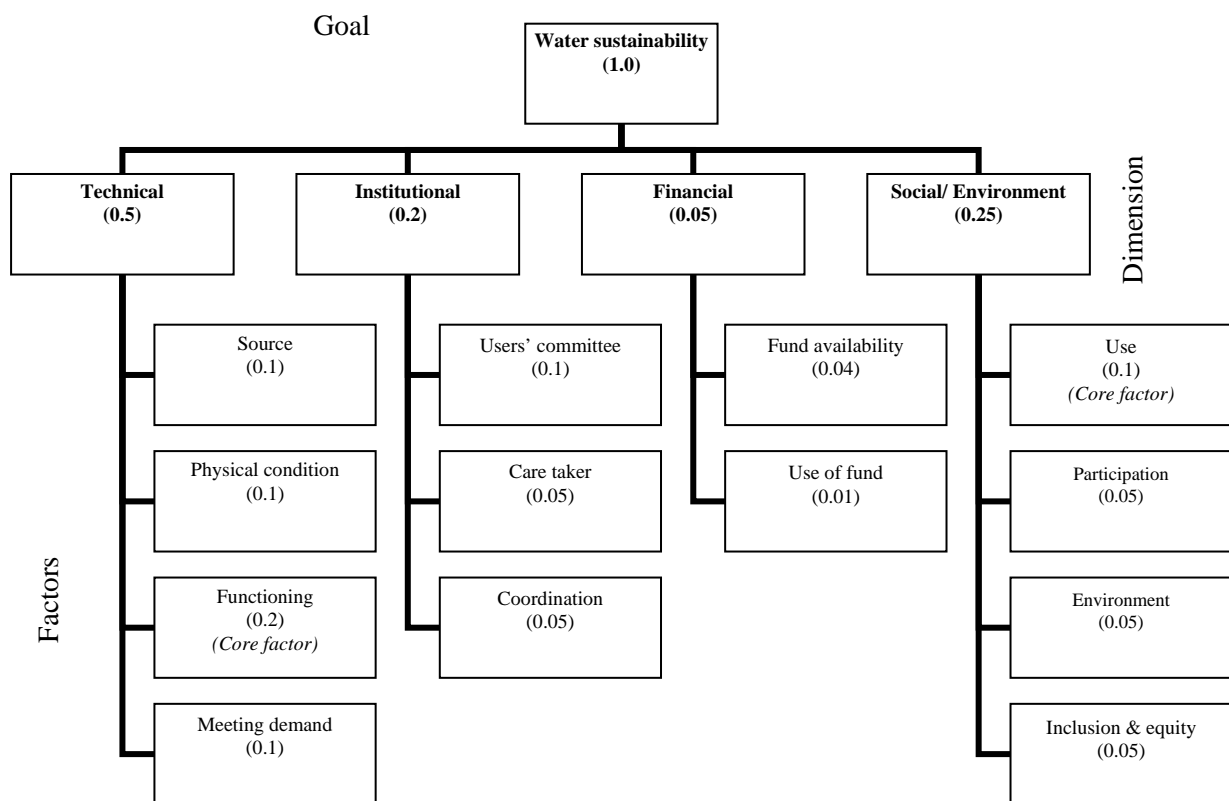 Goal
Water sustainability
(1.0)
Technical
(0.5)
Institutional
(0.2)
Financial
(0.05)
Social/ Environment
(0.25)
Dimension
Source
(0.1)
Users’ committee
(0.1)
Fund availability
(0.04)
Use
(0.1)
(Core factor)
Physical condition
(0.1)
Care taker
(0.05)
Use of fund
(0.01)
Participation
(0.05)
Factors
Functioning
(0.2)
(Core factor)
Coordination
(0.05)
Environment
(0.05)
Meeting demand
(0.1)
Inclusion & equity
(0.05)